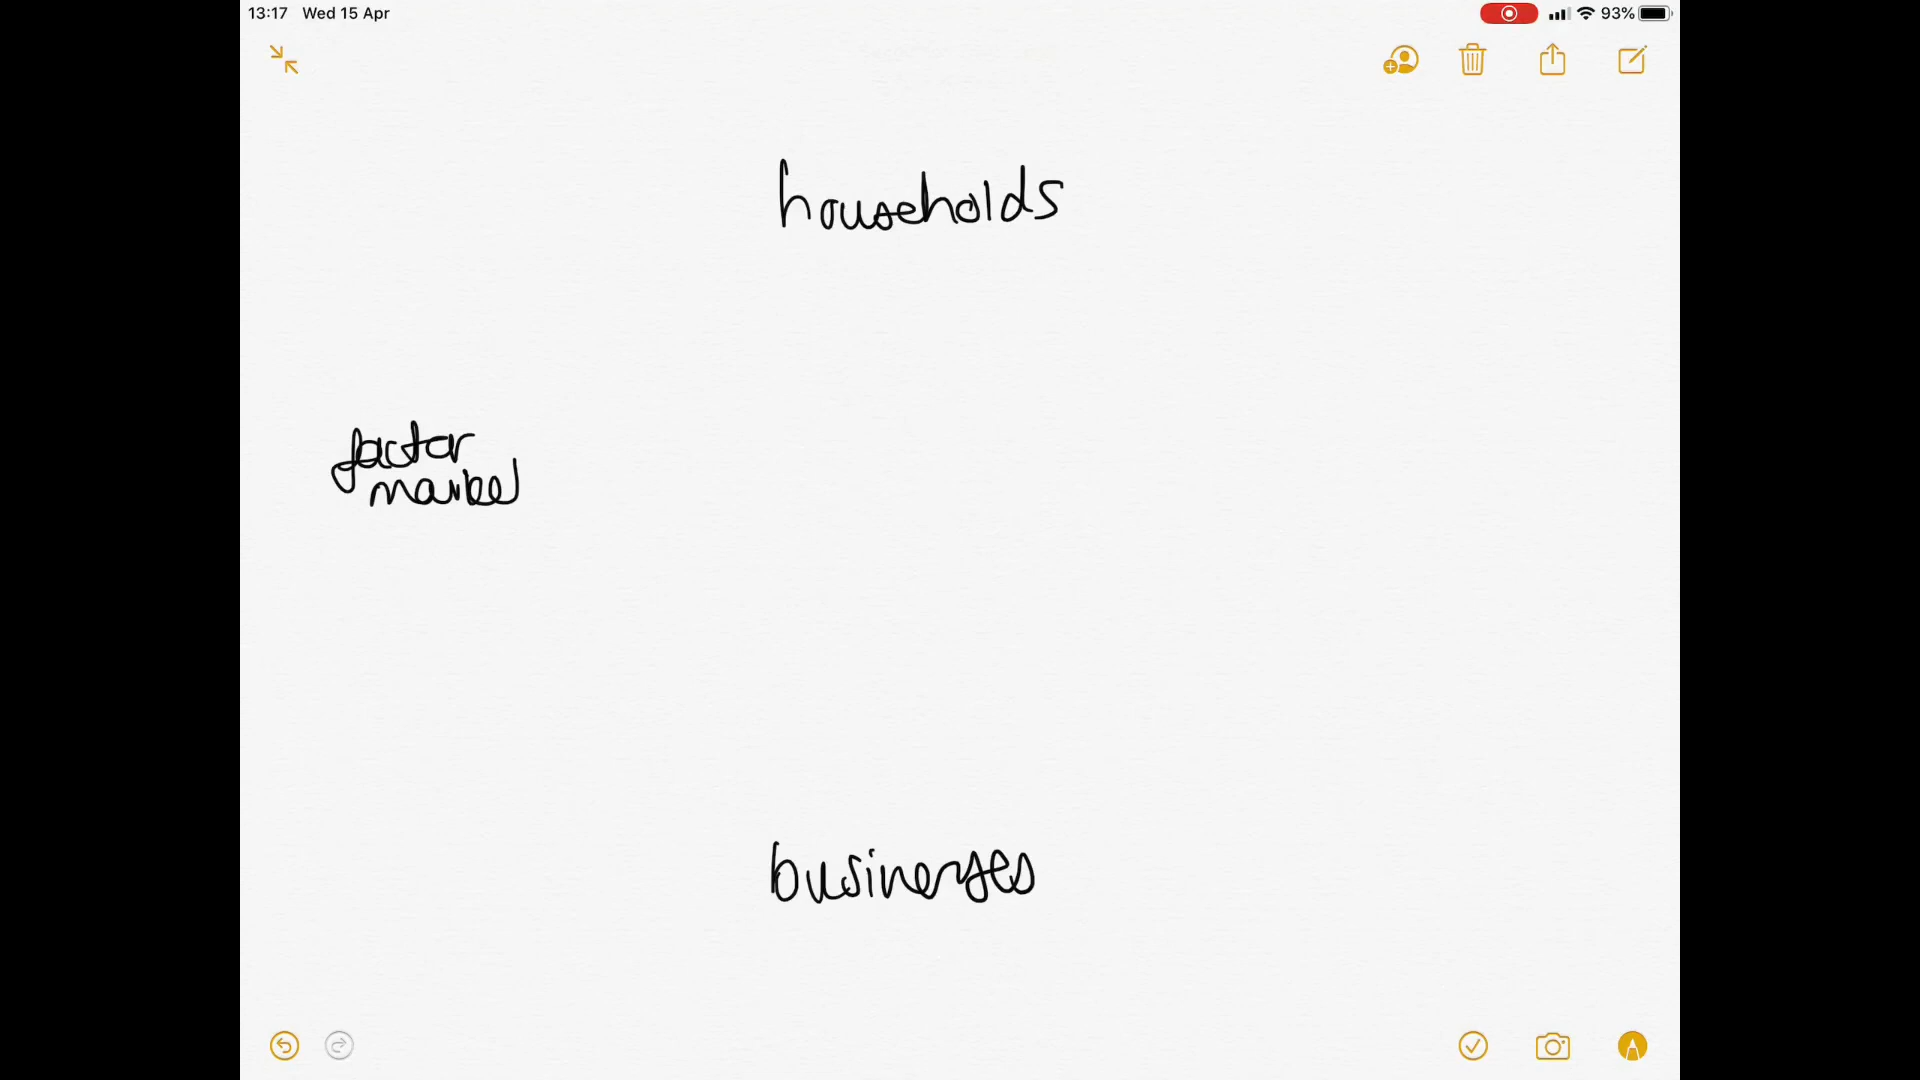 13:17 Wed 15 Apr 93%
households
factor
market
businesses